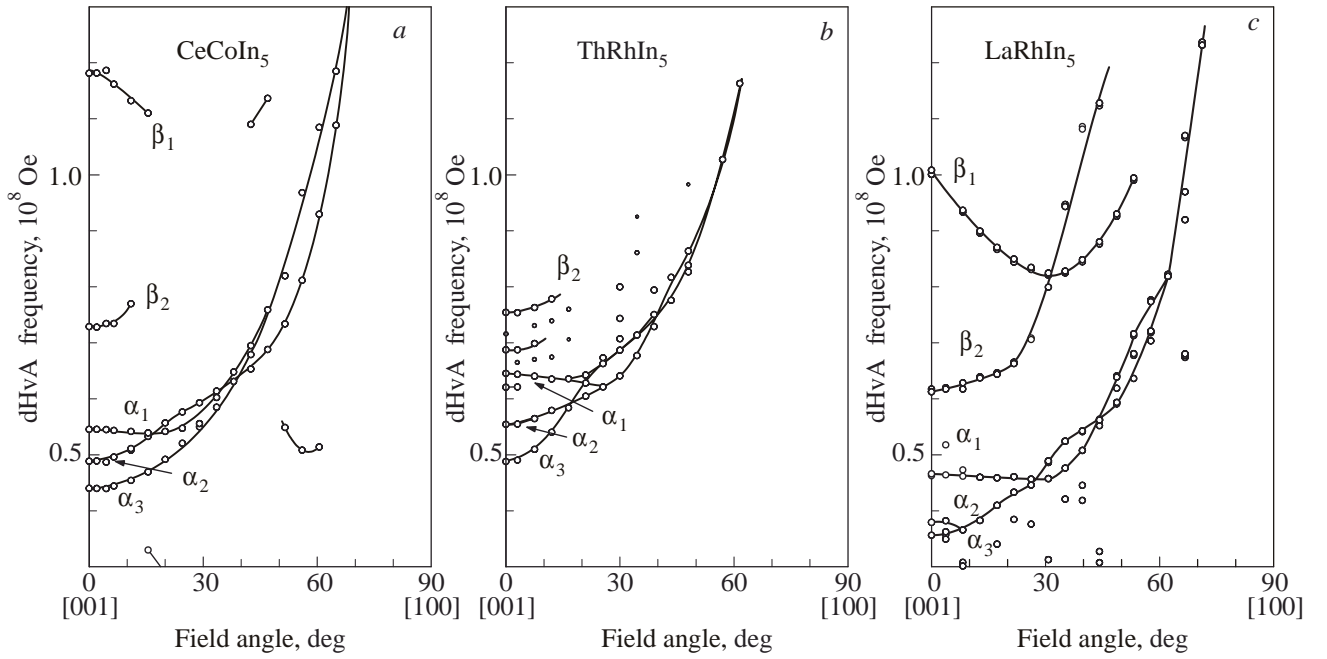 a
CeCoIn5
β1
β2
α1
α2
α3
1.0
0.5
dHvA frequency, 10^8 Oe
0 30 60 90
[001] [100]
Field angle, deg
b
ThRhIn5
β2
α1
α2
α3
1.0
0.5
dHvA frequency, 10^8 Oe
0 30 60 90
[001] [100]
Field angle, deg
c
LaRhIn5
β1
β2
α1
α2
α3
1.0
0.5
dHvA frequency, 10^8 Oe
0 30 60 90
[001] [100]
Field angle, deg